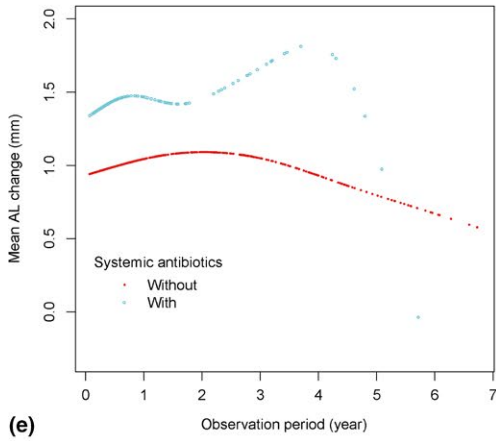 2.0
1.5
1.0
0.5
0.0
Mean AL change (mm)
Systemic antibiotics
Without
With
0 1 2 3 4 5 6 7
Observation period (year)
(e)